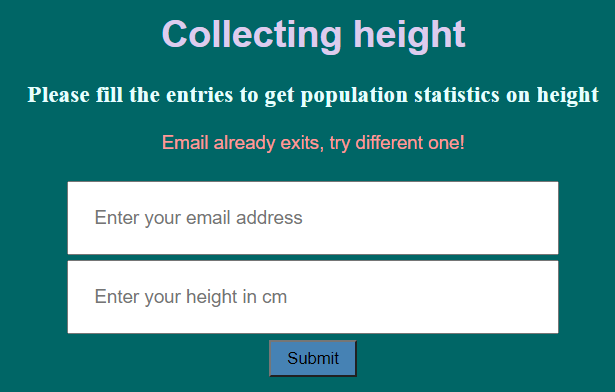 Collecting height
Please fill the entries to get population statistics on height
Email already exits, try different one!
Enter your email address
Enter your height in cm
Submit